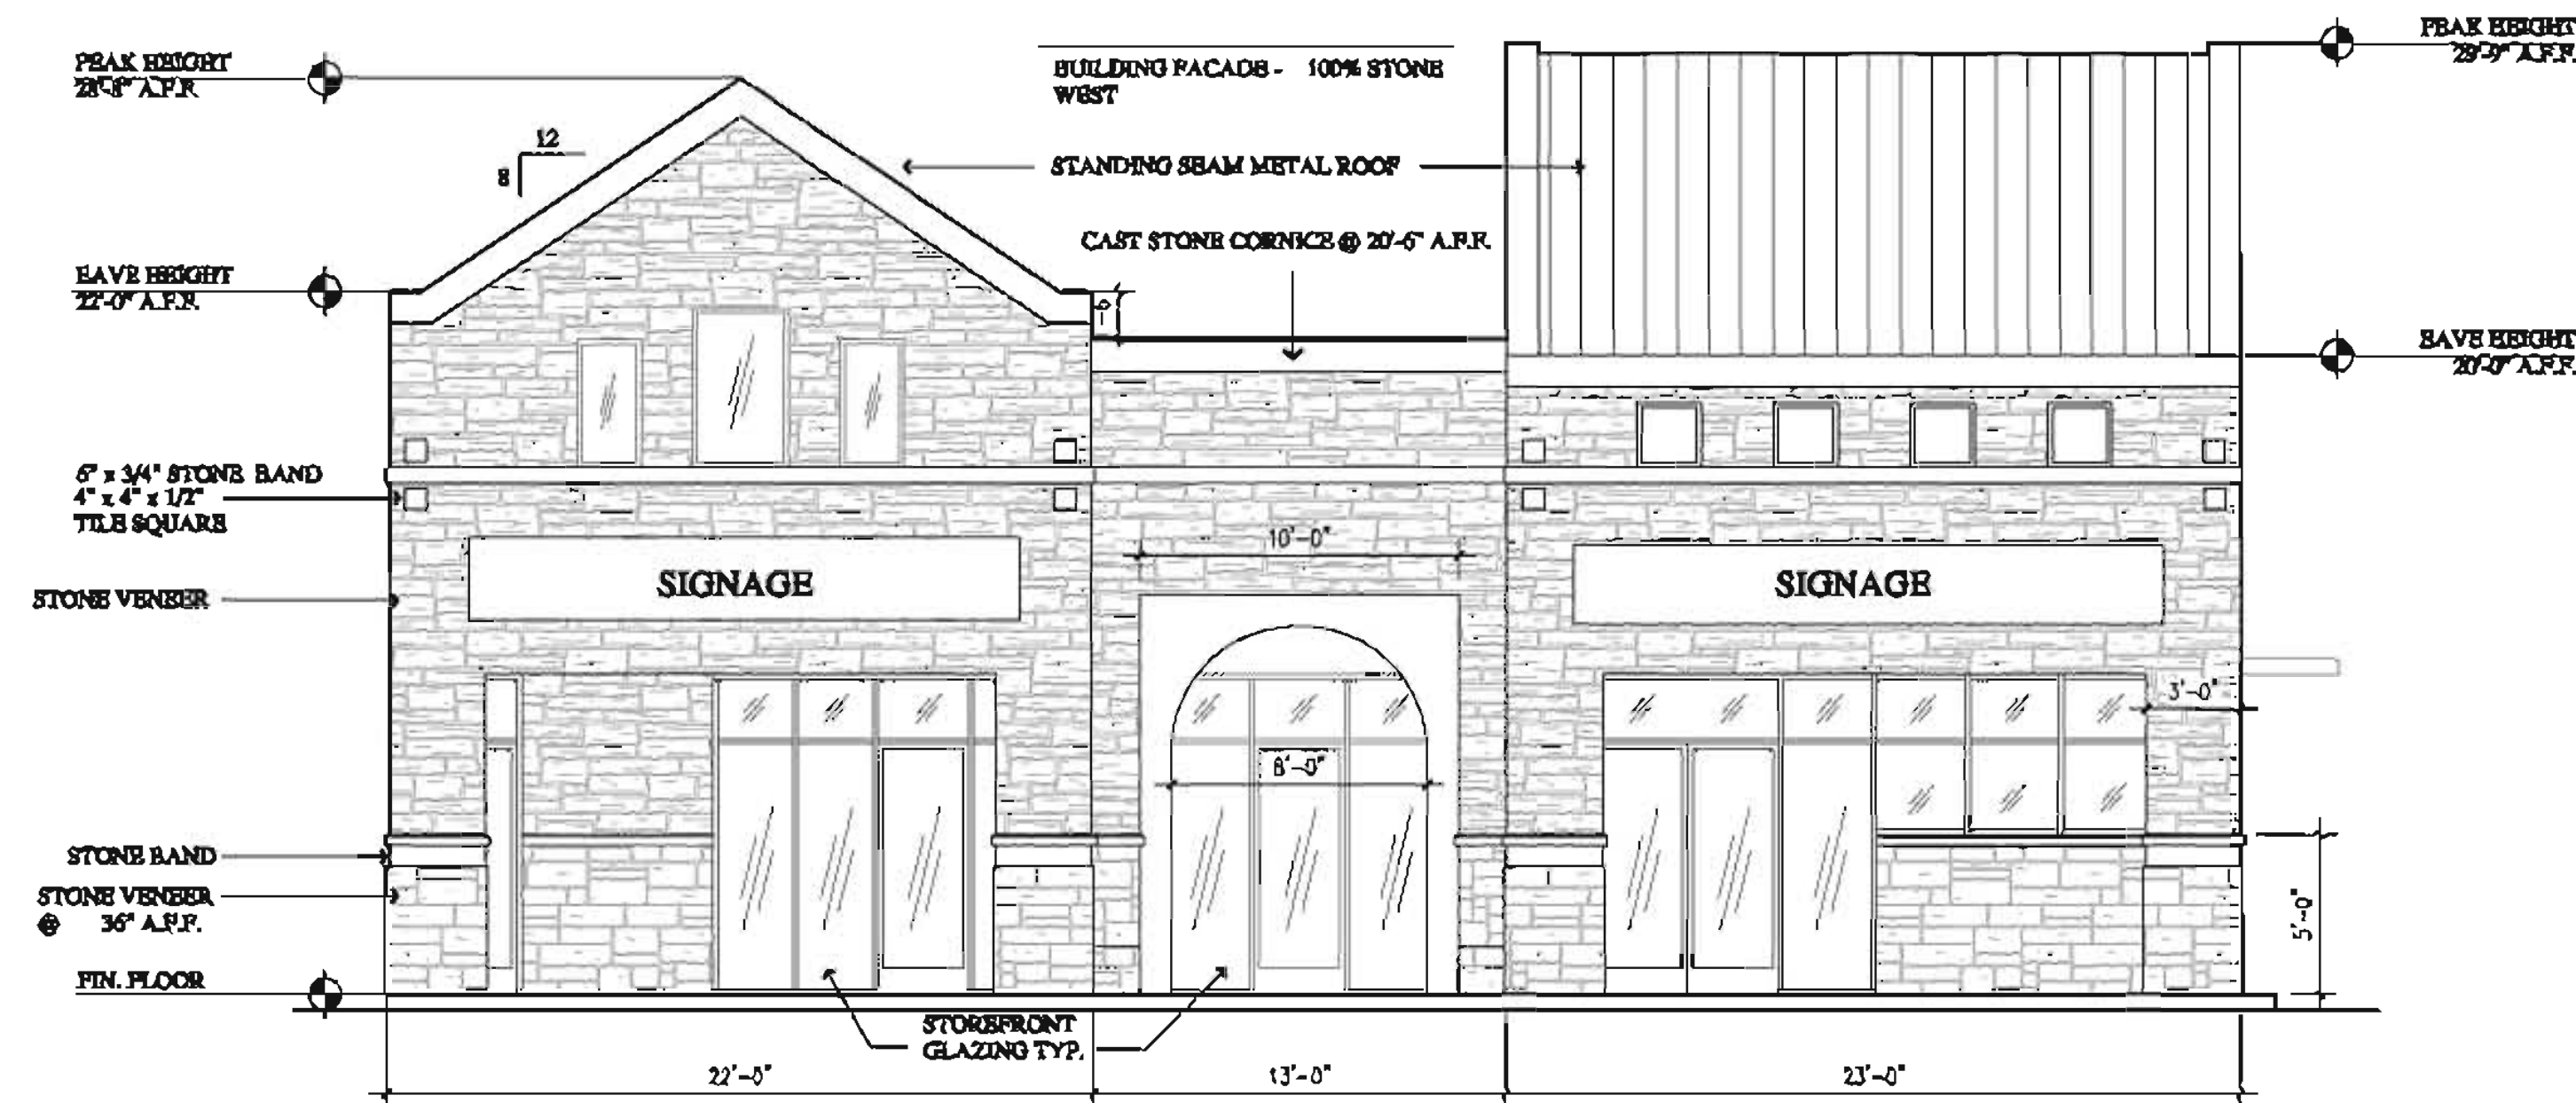 PEAK HEIGHT
28'-8" A.F.F.
BUILDING FACADE - 100% STONE
WEST
PEAK HEIGHT
29'-9" A.F.F.
12
8
STANDING SEAM METAL ROOF
CAST STONE CORNICE @ 20'-6" A.F.F.
EAVE HEIGHT
22'-0" A.F.F.
EAVE HEIGHT
20'-0" A.F.F.
6" x 3/4" STONE BAND
4" x 4" x 1/2"
TILE SQUARE
10'-0"
SIGNAGE
SIGNAGE
STONE VENEER
3'-0"
8'-0"
STONE BAND
STONE VENEER
@ 36" A.F.F.
5'-0"
FIN. FLOOR
STOREFRONT
GLAZING TYP.
22'-0"
13'-0"
23'-0"